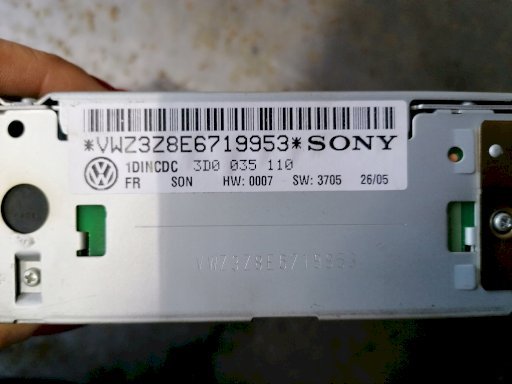 *VWZ3Z8E6719953* SONY
1DINCDC 3D0 035 110
FR SON HW: 0007 SW: 3705 26/05
VWZ3Z8E6719953